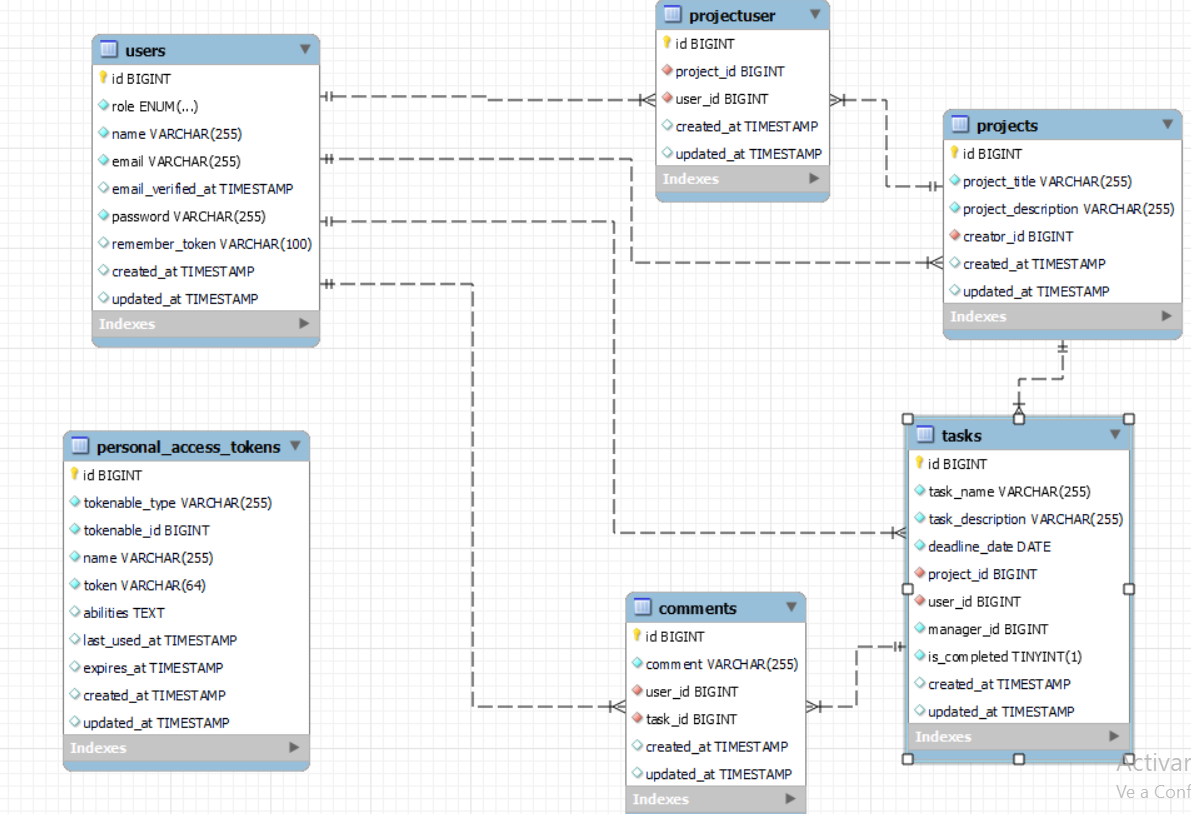 users
id BIGINT
role ENUM(...)
name VARCHAR(255)
email VARCHAR(255)
email_verified_at TIMESTAMP
password VARCHAR(255)
remember_token VARCHAR(100)
created_at TIMESTAMP
updated_at TIMESTAMP
Indexes
projectuser
id BIGINT
project_id BIGINT
user_id BIGINT
created_at TIMESTAMP
updated_at TIMESTAMP
Indexes
projects
id BIGINT
project_title VARCHAR(255)
project_description VARCHAR(255)
creator_id BIGINT
created_at TIMESTAMP
updated_at TIMESTAMP
Indexes
personal_access_tokens
id BIGINT
tokenable_type VARCHAR(255)
tokenable_id BIGINT
name VARCHAR(255)
token VARCHAR(64)
abilities TEXT
last_used_at TIMESTAMP
expires_at TIMESTAMP
created_at TIMESTAMP
updated_at TIMESTAMP
Indexes
comments
id BIGINT
comment VARCHAR(255)
user_id BIGINT
task_id BIGINT
created_at TIMESTAMP
updated_at TIMESTAMP
Indexes
tasks
id BIGINT
task_name VARCHAR(255)
task_description VARCHAR(255)
deadline_date DATE
project_id BIGINT
user_id BIGINT
manager_id BIGINT
is_completed TINYINT(1)
created_at TIMESTAMP
updated_at TIMESTAMP
Indexes
Activar
Ve a Conf